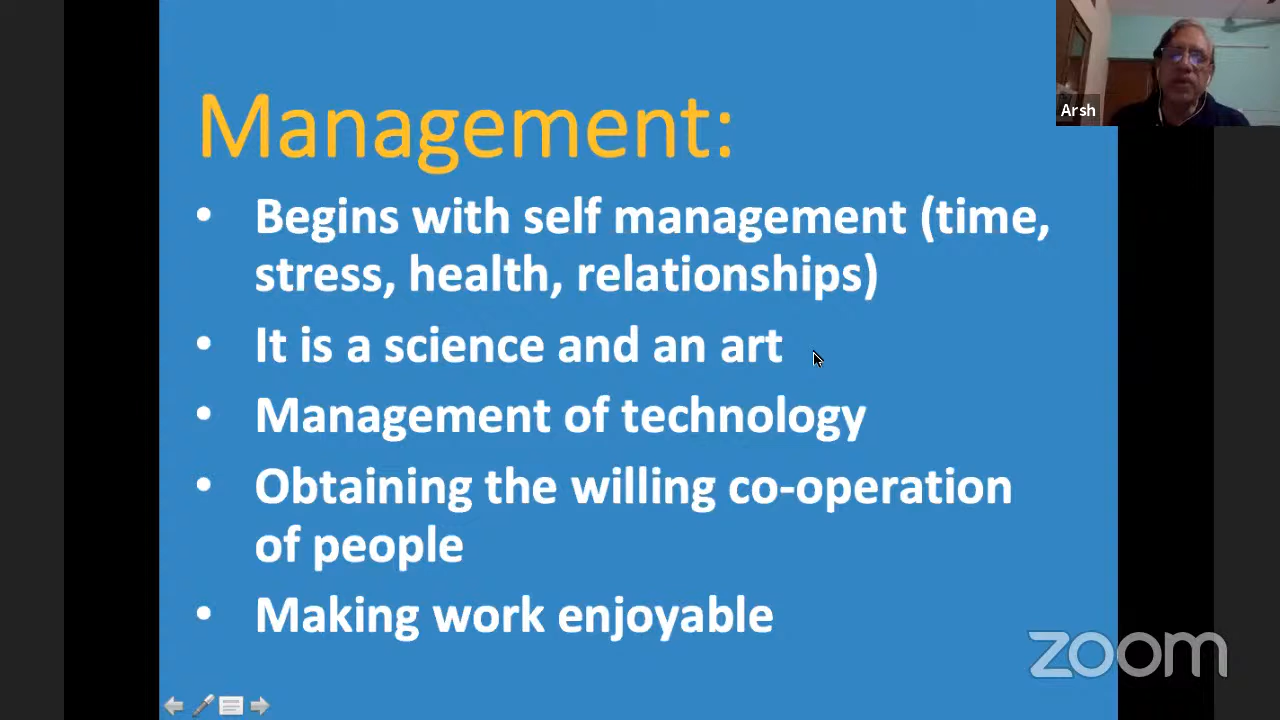 Management:
• Begins with self management (time,
stress, health, relationships)
• It is a science and an art
• Management of technology
• Obtaining the willing co-operation
of people
• Making work enjoyable
Arsh
zoom